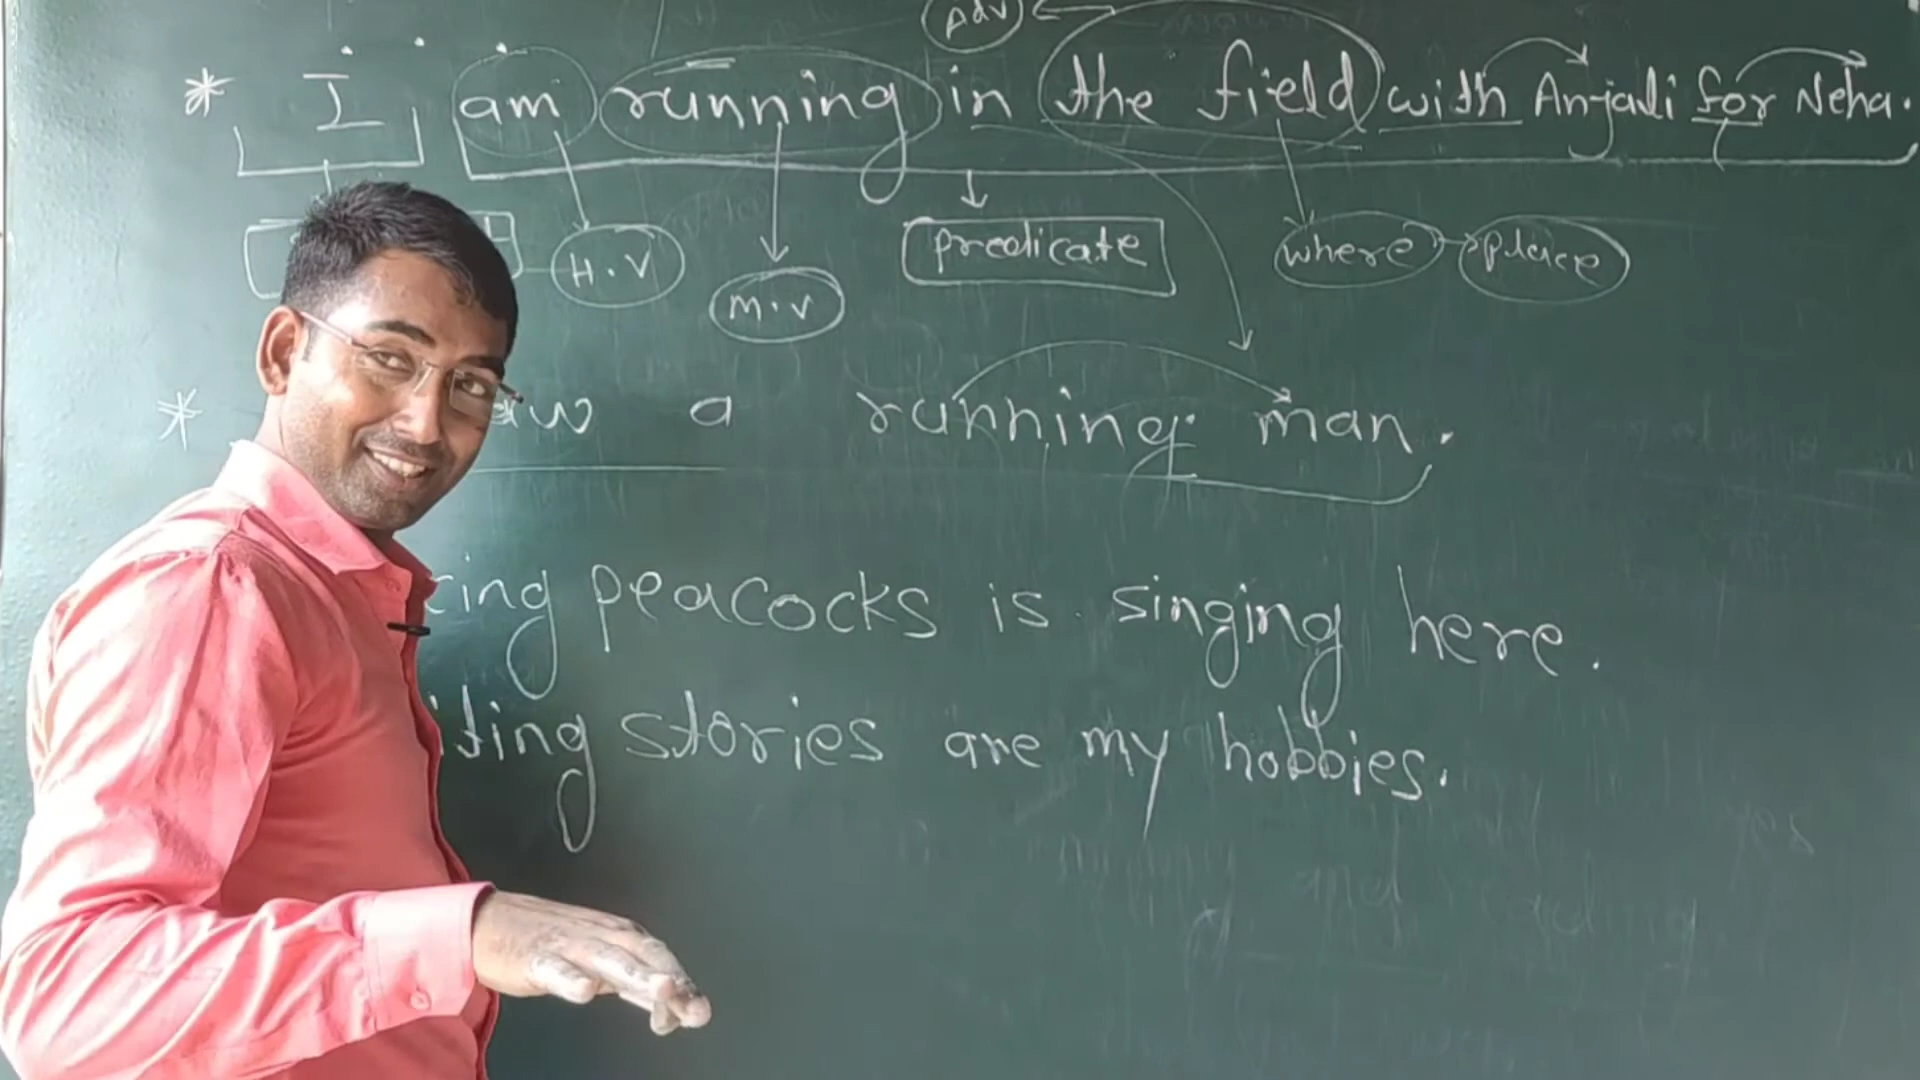 Adv
* I am running in the field with Anjali for Neha.
H.V M.V predicate where place
* aw a running man.
ing peacocks is singing here.
iting stories are my hobbies.